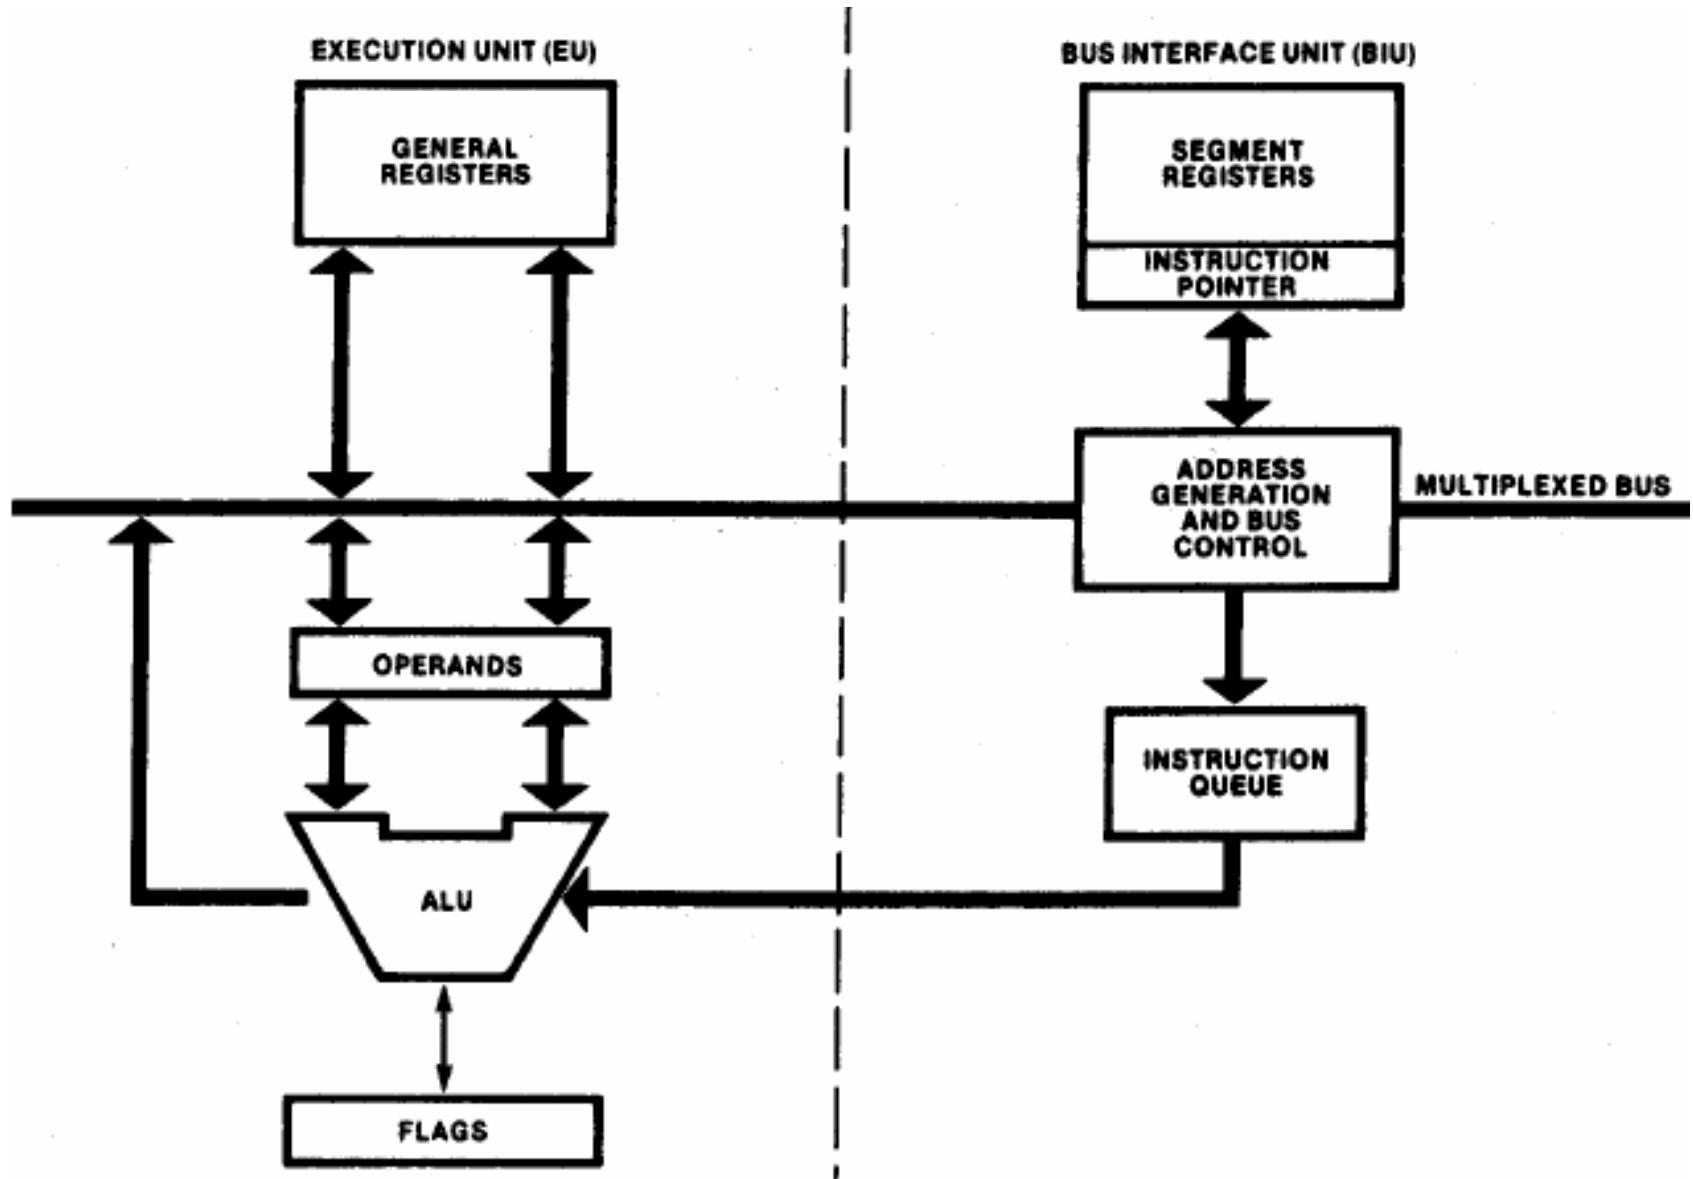 EXECUTION UNIT (EU)
GENERAL
REGISTERS
OPERANDS
ALU
FLAGS
BUS INTERFACE UNIT (BIU)
SEGMENT
REGISTERS
INSTRUCTION
POINTER
ADDRESS
GENERATION
AND BUS
CONTROL
MULTIPLEXED BUS
INSTRUCTION
QUEUE